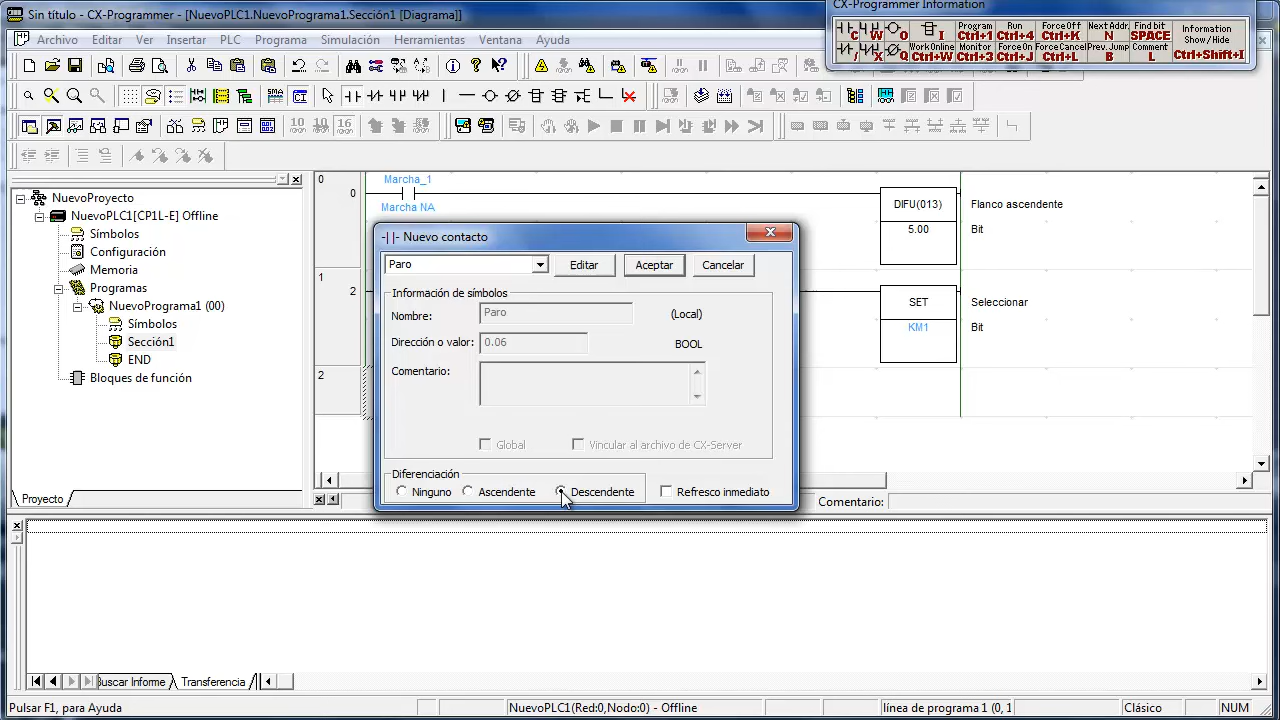 Sin título - CX-Programmer - [NuevoPLC1.NuevoPrograma1.Sección1 [Diagrama]]
CX-Programmer Information
Archivo Editar Ver Insertar PLC Programa Simulación Herramientas Ventana Ayuda
C W O I
Program Ctrl+1
Run Ctrl+4
Force Off Ctrl+K
Next Addr. N
Find bit SPACE
Information Show/Hide Ctrl+Shift+I
/ X Q
Work Online Ctrl+W
Monitor Ctrl+3
Force On Ctrl+J
Force Cancel Ctrl+L
Prev. Jump B
Comment L
10 10 16
NuevoProyecto
NuevoPLC1[CP1L-E] Offline
Símbolos
Configuración
Memoria
Programas
NuevoPrograma1 (00)
Símbolos
Sección1
END
Bloques de función
Proyecto
0
0
Marcha_1
Marcha NA
DIFU(013)
Flanco ascendente
5.00
Bit
1
2
SET
Seleccionar
KM1
Bit
2
Nuevo contacto
Paro
Editar
Aceptar
Cancelar
Información de símbolos
Nombre: Paro (Local)
Dirección o valor: 0.06 BOOL
Comentario:
Global
Vincular al archivo de CX-Server
Diferenciación
Ninguno Ascendente Descendente Refresco inmediato
Comentario:
Buscar Informe Transferencia
Pulsar F1, para Ayuda
NuevoPLC1(Red:0,Nodo:0) - Offline
línea de programa 1 (0, 1
Clásico
NUM